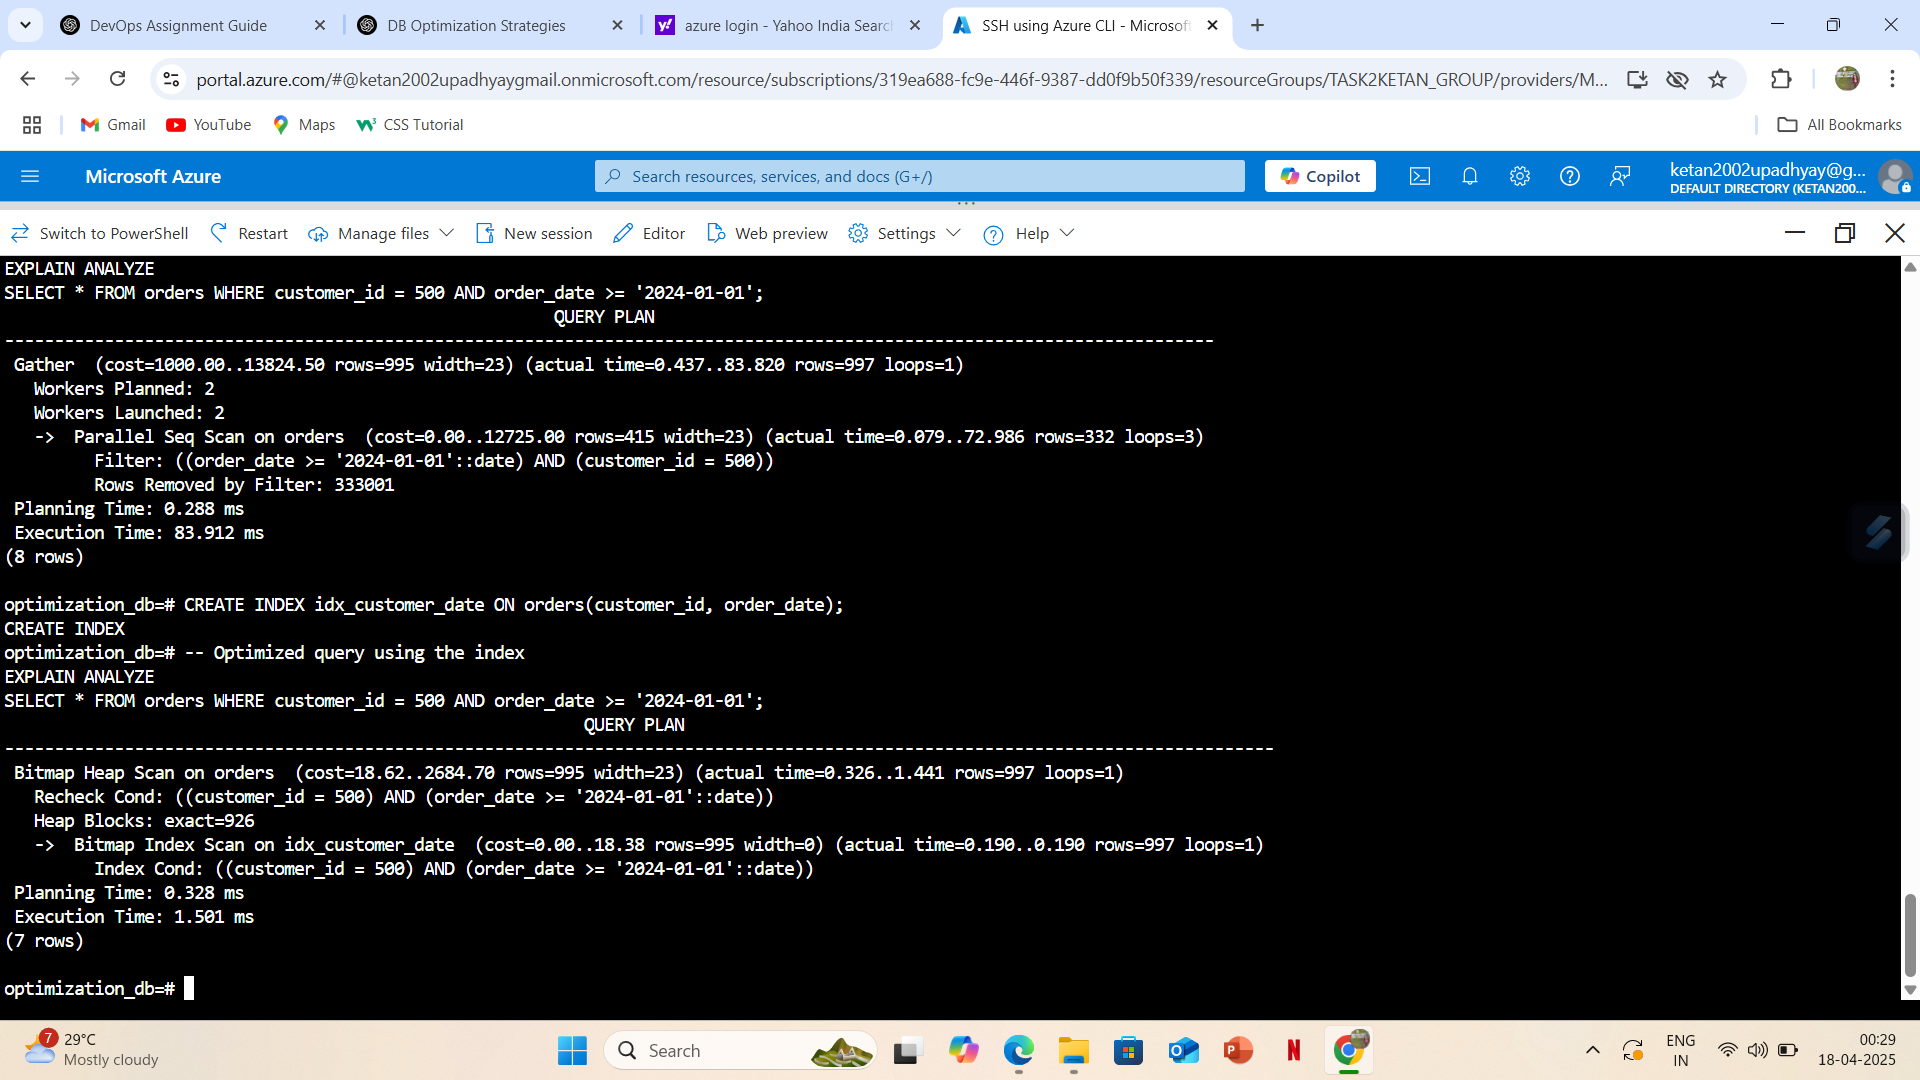 DevOps Assignment Guide
DB Optimization Strategies
azure login - Yahoo India Searc
SSH using Azure CLI - Microsoft
portal.azure.com/#@ketan2002upadhyaygmail.onmicrosoft.com/resource/subscriptions/319ea688-fc9e-446f-9387-dd0f9b50f339/resourceGroups/TASK2KETAN_GROUP/providers/M...
Gmail
YouTube
Maps
CSS Tutorial
All Bookmarks
Microsoft Azure
Search resources, services, and docs (G+/)
Copilot
ketan2002upadhyay@g...
DEFAULT DIRECTORY (KETAN200...
Switch to PowerShell
Restart
Manage files
New session
Editor
Web preview
Settings
Help
EXPLAIN ANALYZE
SELECT * FROM orders WHERE customer_id = 500 AND order_date >= '2024-01-01';
QUERY PLAN
-------------------------------------------------------------------------------------------------------------------------
Gather  (cost=1000.00..13824.50 rows=995 width=23) (actual time=0.437..83.820 rows=997 loops=1)
Workers Planned: 2
Workers Launched: 2
->  Parallel Seq Scan on orders  (cost=0.00..12725.00 rows=415 width=23) (actual time=0.079..72.986 rows=332 loops=3)
Filter: ((order_date >= '2024-01-01'::date) AND (customer_id = 500))
Rows Removed by Filter: 333001
Planning Time: 0.288 ms
Execution Time: 83.912 ms
(8 rows)
optimization_db=# CREATE INDEX idx_customer_date ON orders(customer_id, order_date);
CREATE INDEX
optimization_db=# -- Optimized query using the index
EXPLAIN ANALYZE
SELECT * FROM orders WHERE customer_id = 500 AND order_date >= '2024-01-01';
QUERY PLAN
-------------------------------------------------------------------------------------------------------------------------------
Bitmap Heap Scan on orders  (cost=18.62..2684.70 rows=995 width=23) (actual time=0.326..1.441 rows=997 loops=1)
Recheck Cond: ((customer_id = 500) AND (order_date >= '2024-01-01'::date))
Heap Blocks: exact=926
->  Bitmap Index Scan on idx_customer_date  (cost=0.00..18.38 rows=995 width=0) (actual time=0.190..0.190 rows=997 loops=1)
Index Cond: ((customer_id = 500) AND (order_date >= '2024-01-01'::date))
Planning Time: 0.328 ms
Execution Time: 1.501 ms
(7 rows)
optimization_db=#
7
29°C
Mostly cloudy
Search
ENG
IN
00:29
18-04-2025